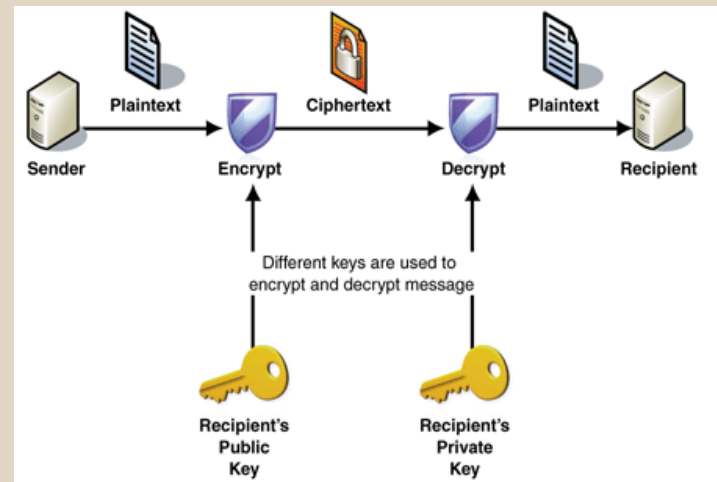 Plaintext
Ciphertext
Plaintext
Sender
Encrypt
Decrypt
Recipient
Different keys are used to
encrypt and decrypt message
Recipient's
Public
Key
Recipient's
Private
Key